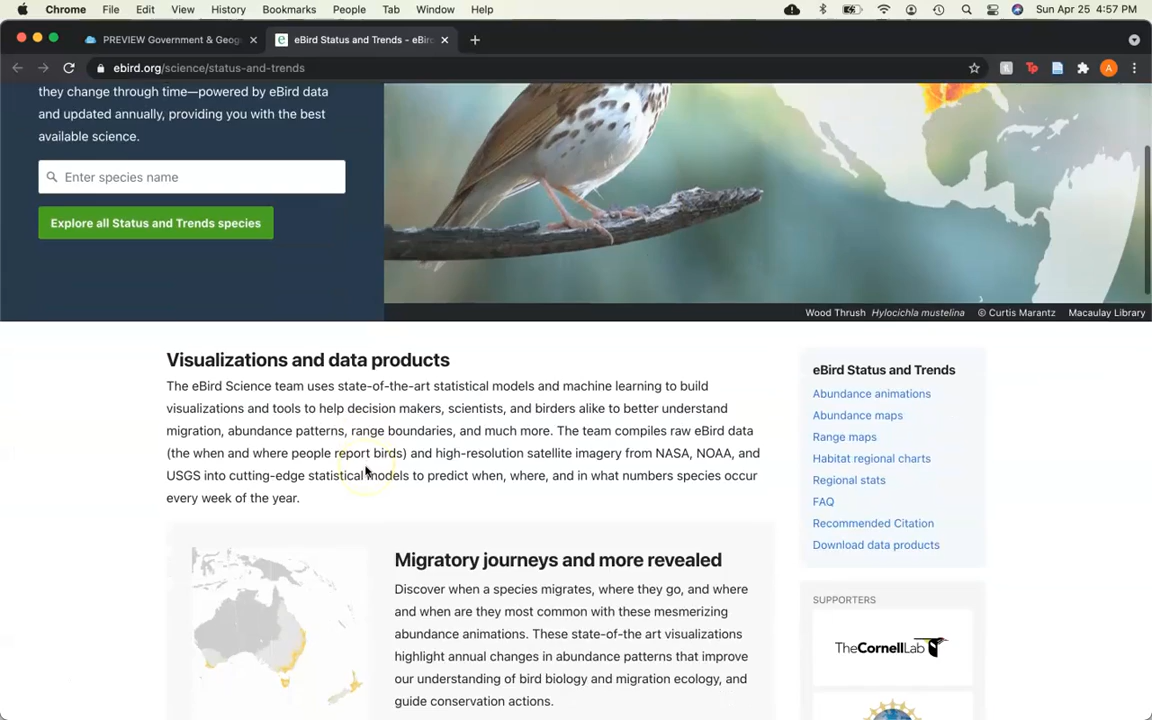 Chrome File Edit View History Bookmarks People Tab Window Help Sun Apr 25 4:57 PM
PREVIEW Government & Geog eBird Status and Trends - eBir
ebird.org/science/status-and-trends
they change through time—powered by eBird data
and updated annually, providing you with the best
available science.
Enter species name
Explore all Status and Trends species
Wood Thrush Hylocichla mustelina © Curtis Marantz Macaulay Library
Visualizations and data products
The eBird Science team uses state-of-the-art statistical models and machine learning to build
visualizations and tools to help decision makers, scientists, and birders alike to better understand
migration, abundance patterns, range boundaries, and much more. The team compiles raw eBird data
(the when and where people report birds) and high-resolution satellite imagery from NASA, NOAA, and
USGS into cutting-edge statistical models to predict when, where, and in what numbers species occur
every week of the year.
Migratory journeys and more revealed
Discover when a species migrates, where they go, and where
and when are they most common with these mesmerizing
abundance animations. These state-of-the art visualizations
highlight annual changes in abundance patterns that improve
our understanding of bird biology and migration ecology, and
guide conservation actions.
eBird Status and Trends
Abundance animations
Abundance maps
Range maps
Habitat regional charts
Regional stats
FAQ
Recommended Citation
Download data products
SUPPORTERS
TheCornellLab